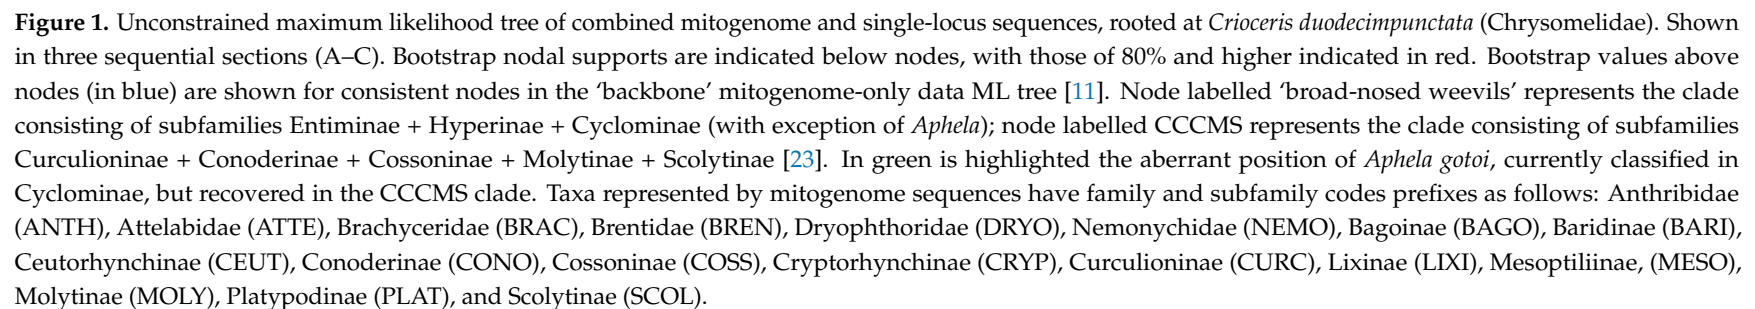 Figure 1. Unconstrained maximum likelihood tree of combined mitogenome and single-locus sequences, rooted at Crioceris duodecimpunctata (Chrysomelidae). Shown
in three sequential sections (A–C). Bootstrap nodal supports are indicated below nodes, with those of 80% and higher indicated in red. Bootstrap values above
nodes (in blue) are shown for consistent nodes in the ‘backbone’ mitogenome-only data ML tree [11]. Node labelled ‘broad-nosed weevils’ represents the clade
consisting of subfamilies Entiminae + Hyperinae + Cyclominae (with exception of Aphela); node labelled CCCMS represents the clade consisting of subfamilies
Curculioninae + Conoderinae + Cossoninae + Molytinae + Scolytinae [23]. In green is highlighted the aberrant position of Aphela gotoi, currently classified in
Cyclominae, but recovered in the CCCMS clade. Taxa represented by mitogenome sequences have family and subfamily codes prefixes as follows: Anthribidae
(ANTH), Attelabidae (ATTE), Brachyceridae (BRAC), Brentidae (BREN), Dryophthoridae (DRYO), Nemonychidae (NEMO), Bagoinae (BAGO), Baridinae (BARI),
Ceutorhynchinae (CEUT), Conoderinae (CONO), Cossoninae (COSS), Cryptorhynchinae (CRYP), Curculioninae (CURC), Lixinae (LIXI), Mesoptiliinae, (MESO),
Molytinae (MOLY), Platypodinae (PLAT), and Scolytinae (SCOL).